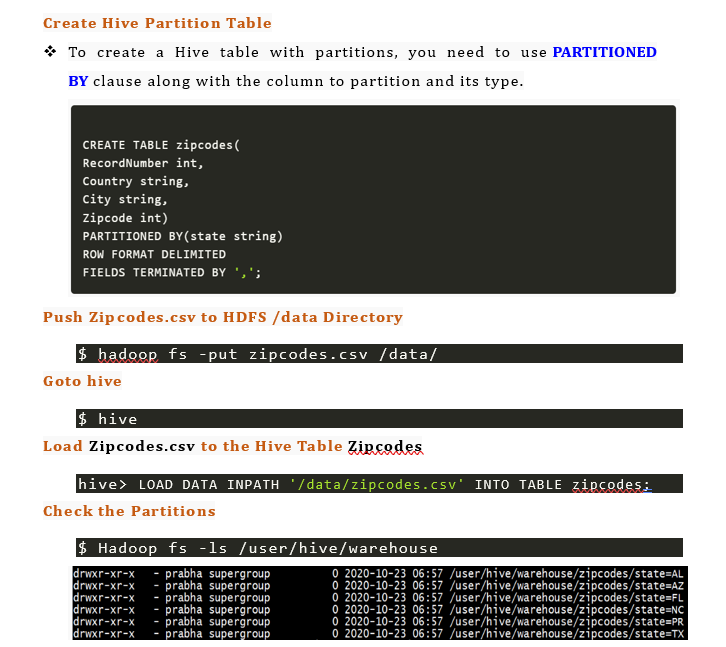 Create Hive Partition Table
❖ To create a Hive table with partitions, you need to use PARTITIONED
BY clause along with the column to partition and its type.
CREATE TABLE zipcodes(
RecordNumber int,
Country string,
City string,
Zipcode int)
PARTITIONED BY(state string)
ROW FORMAT DELIMITED
FIELDS TERMINATED BY ',';
Push Zipcodes.csv to HDFS /data Directory
$ hadoop fs -put zipcodes.csv /data/
Goto hive
$ hive
Load Zipcodes.csv to the Hive Table Zipcodes
hive> LOAD DATA INPATH '/data/zipcodes.csv' INTO TABLE zipcodes;
Check the Partitions
$ Hadoop fs -ls /user/hive/warehouse
drwxr-xr-x - prabha supergroup 0 2020-10-23 06:57 /user/hive/warehouse/zipcodes/state=AL
drwxr-xr-x - prabha supergroup 0 2020-10-23 06:57 /user/hive/warehouse/zipcodes/state=AZ
drwxr-xr-x - prabha supergroup 0 2020-10-23 06:57 /user/hive/warehouse/zipcodes/state=FL
drwxr-xr-x - prabha supergroup 0 2020-10-23 06:57 /user/hive/warehouse/zipcodes/state=NC
drwxr-xr-x - prabha supergroup 0 2020-10-23 06:57 /user/hive/warehouse/zipcodes/state=PR
drwxr-xr-x - prabha supergroup 0 2020-10-23 06:57 /user/hive/warehouse/zipcodes/state=TX